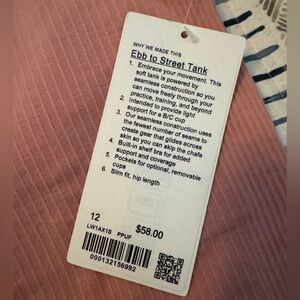 WHY WE MADE THIS
Ebb to Street Tank
1. Embrace your movement. This
soft tank is powered by
seamless construction so you
can move freely through your
practice, training, and beyond
2. Intended to provide light
support for a B/C cup
3. Our seamless construction uses
the fewest number of seams to
create gear that glides across
skin so you can skip the chafe
4. Built-in shelf bra for added
support and coverage
5. Pockets for optional, removable
cups
6. Slim fit, hip length
12 $58.00
LW1AX1S PPUF
000132156992